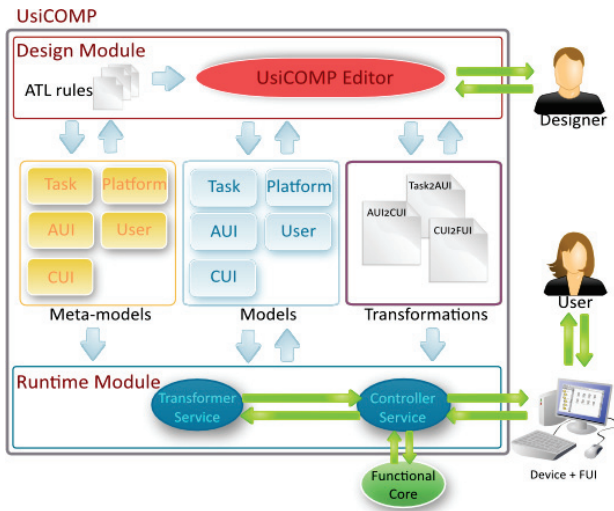 UsiCOMP
Design Module
ATL rules
UsiCOMP Editor
Designer
Task
Platform
AUI
User
CUI
Meta-models
Task
Platform
AUI
User
CUI
Models
Task2AUI
AUI2CUI
CUI2FUI
Transformations
User
Runtime Module
Transformer
Service
Controller
Service
Functional
Core
Device + FUI